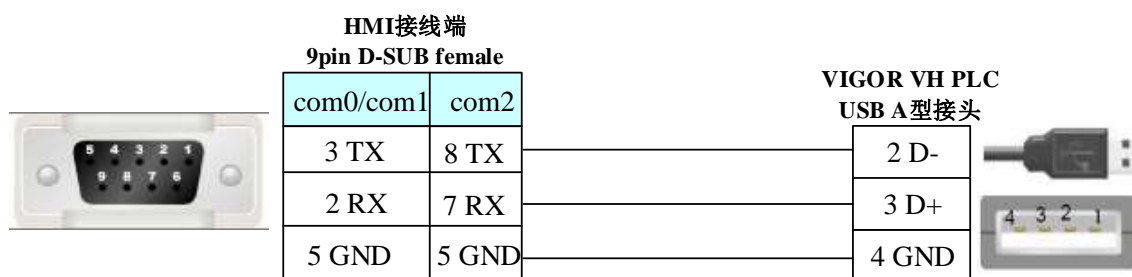 HMI接线端
9pin D-SUB female
VIGOR VH PLC
USB A型接头
com0/com1 com2
3 TX 8 TX 2 D-
2 RX 7 RX 3 D+
5 GND 5 GND 4 GND
5 4 3 2 1
9 8 7 6
4 3 2 1